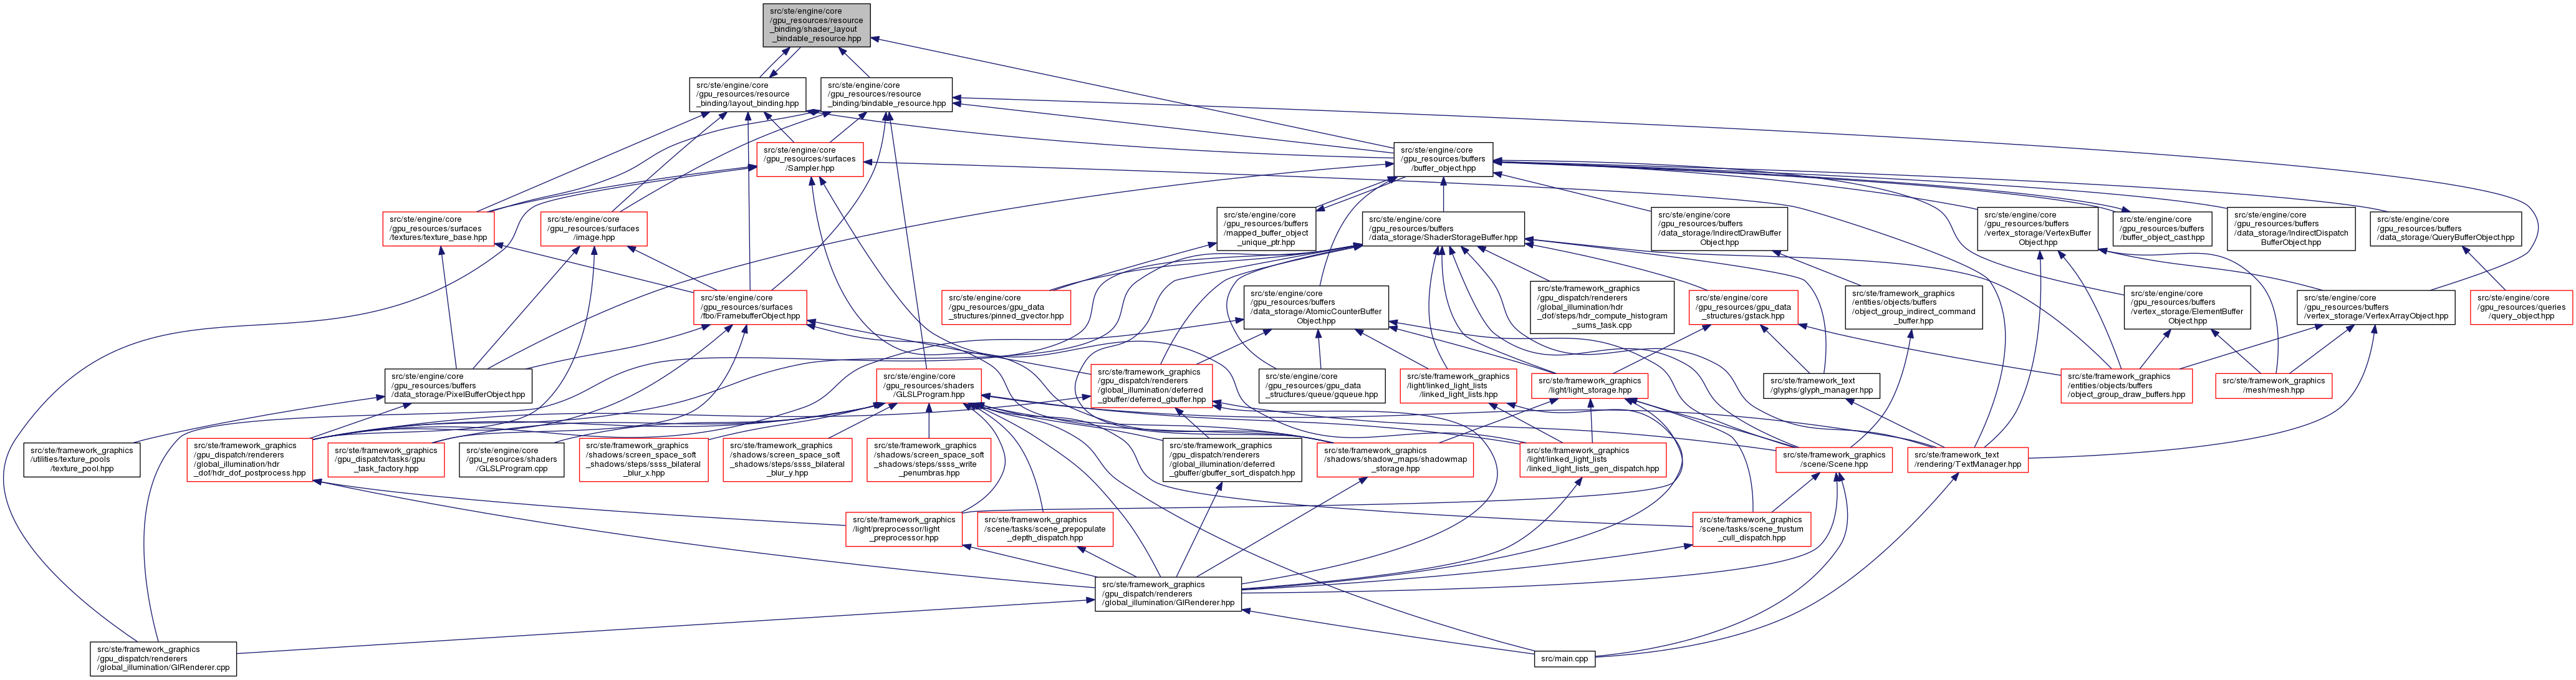 src/ste/engine/core
/gpu_resources/resource
_binding/shader_layout
_bindable_resource.hpp
src/ste/engine/core
/gpu_resources/resource
_binding/layout_binding.hpp
src/ste/engine/core
/gpu_resources/resource
_binding/bindable_resource.hpp
src/ste/engine/core
/gpu_resources/surfaces
/Sampler.hpp
src/ste/engine/core
/gpu_resources/buffers
/buffer_object.hpp
src/ste/engine/core
/gpu_resources/surfaces
/textures/texture_base.hpp
src/ste/engine/core
/gpu_resources/surfaces
/image.hpp
src/ste/engine/core
/gpu_resources/buffers
/mapped_buffer_object
_unique_ptr.hpp
src/ste/engine/core
/gpu_resources/buffers
/data_storage/ShaderStorageBuffer.hpp
src/ste/engine/core
/gpu_resources/buffers
/data_storage/IndirectDrawBuffer
Object.hpp
src/ste/engine/core
/gpu_resources/buffers
/vertex_storage/VertexBuffer
Object.hpp
src/ste/engine/core
/gpu_resources/buffers
/buffer_object_cast.hpp
src/ste/engine/core
/gpu_resources/buffers
/data_storage/IndirectDispatch
BufferObject.hpp
src/ste/engine/core
/gpu_resources/buffers
/data_storage/QueryBufferObject.hpp
src/ste/engine/core
/gpu_resources/surfaces
/fbo/FramebufferObject.hpp
src/ste/engine/core
/gpu_resources/gpu_data
_structures/pinned_gvector.hpp
src/ste/engine/core
/gpu_resources/buffers
/data_storage/AtomicCounterBuffer
Object.hpp
src/ste/framework_graphics
/gpu_dispatch/renderers
/global_illumination/hdr
_dof/steps/hdr_compute_histogram
_sums_task.cpp
src/ste/engine/core
/gpu_resources/gpu_data
_structures/gstack.hpp
src/ste/framework_graphics
/entities/objects/buffers
/object_group_indirect_command
_buffer.hpp
src/ste/engine/core
/gpu_resources/buffers
/vertex_storage/ElementBuffer
Object.hpp
src/ste/engine/core
/gpu_resources/buffers
/vertex_storage/VertexArrayObject.hpp
src/ste/engine/core
/gpu_resources/queries
/query_object.hpp
src/ste/engine/core
/gpu_resources/buffers
/data_storage/PixelBufferObject.hpp
src/ste/engine/core
/gpu_resources/shaders
/GLSLProgram.hpp
src/ste/framework_graphics
/gpu_dispatch/renderers
/global_illumination/deferred
_gbuffer/deferred_gbuffer.hpp
src/ste/engine/core
/gpu_resources/gpu_data
_structures/queue/gqueue.hpp
src/ste/framework_graphics
/light/linked_light_lists
/linked_light_lists.hpp
src/ste/framework_graphics
/light/light_storage.hpp
src/ste/framework_text
/glyphs/glyph_manager.hpp
src/ste/framework_graphics
/entities/objects/buffers
/object_group_draw_buffers.hpp
src/ste/framework_graphics
/mesh/mesh.hpp
src/ste/framework_graphics
/utilities/texture_pools
/texture_pool.hpp
src/ste/framework_graphics
/gpu_dispatch/renderers
/global_illumination/hdr
_dof/hdr_dof_postprocess.hpp
src/ste/framework_graphics
/gpu_dispatch/tasks/gpu
_task_factory.hpp
src/ste/engine/core
/gpu_resources/shaders
/GLSLProgram.cpp
src/ste/framework_graphics
/shadows/screen_space_soft
_shadows/steps/ssss_bilateral
_blur_x.hpp
src/ste/framework_graphics
/shadows/screen_space_soft
_shadows/steps/ssss_bilateral
_blur_y.hpp
src/ste/framework_graphics
/shadows/screen_space_soft
_shadows/steps/ssss_write
_penumbras.hpp
src/ste/framework_graphics
/gpu_dispatch/renderers
/global_illumination/deferred
_gbuffer/gbuffer_sort_dispatch.hpp
src/ste/framework_graphics
/shadows/shadow_maps/shadowmap
_storage.hpp
src/ste/framework_graphics
/light/linked_light_lists
/linked_light_lists_gen_dispatch.hpp
src/ste/framework_graphics
/scene/Scene.hpp
src/ste/framework_text
/rendering/TextManager.hpp
src/ste/framework_graphics
/light/preprocessor/light
_preprocessor.hpp
src/ste/framework_graphics
/scene/tasks/scene_prepopulate
_depth_dispatch.hpp
src/ste/framework_graphics
/scene/tasks/scene_frustum
_cull_dispatch.hpp
src/ste/framework_graphics
/gpu_dispatch/renderers
/global_illumination/GIRenderer.hpp
src/ste/framework_graphics
/gpu_dispatch/renderers
/global_illumination/GIRenderer.cpp
src/main.cpp